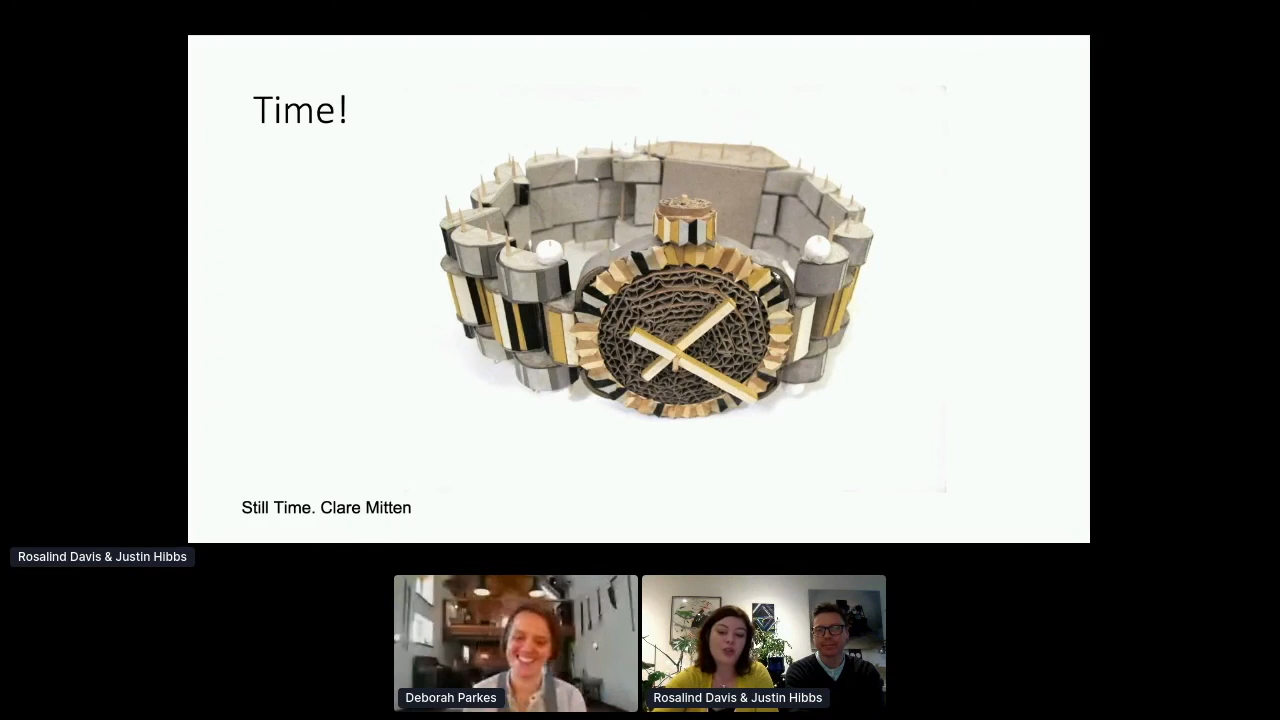 Time!
Still Time. Clare Mitten
Rosalind Davis & Justin Hibbs
Deborah Parkes
Rosalind Davis & Justin Hibbs